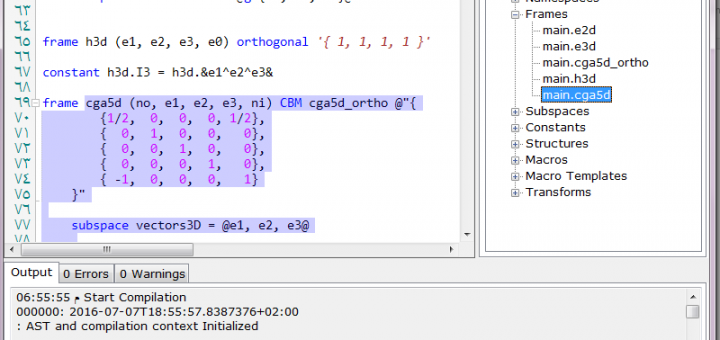 ٦٣
٦٤
٦٥ frame h3d (e1, e2, e3, e0) orthogonal '{ 1, 1, 1, 1 }'
٦٦
٦٧ constant h3d.I3 = h3d.&e1^e2^e3&
٦٨
٦٩ frame cga5d (no, e1, e2, e3, ni) CBM cga5d_ortho @"{
٧٠ {1/2, 0, 0, 0, 1/2},
٧١ { 0, 1, 0, 0, 0},
٧٢ { 0, 0, 1, 0, 0},
٧٣ { 0, 0, 0, 1, 0},
٧٤ { -1, 0, 0, 0, 1}
٧٥ }"
٧٦
٧٧ subspace vectors3D = @e1, e2, e3@
٧٨
Frames
main.e2d
main.e3d
main.cga5d_ortho
main.h3d
main.cga5d
Subspaces
Constants
Structures
Macros
Macro Templates
Transforms
Output 0 Errors 0 Warnings
06:55:55 م Start Compilation
000000: 2016-07-07T18:55:57.8387376+02:00
: AST and compilation context Initialized